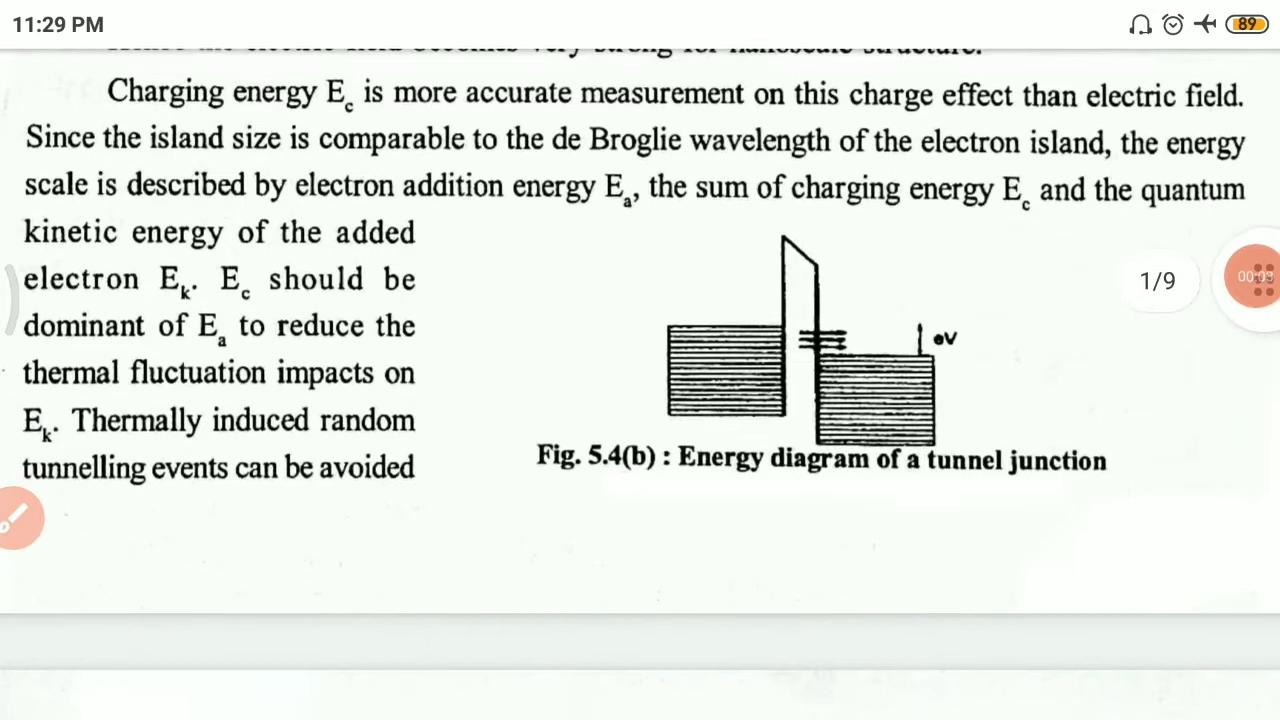 11:29 PM
89
Charging energy Ec is more accurate measurement on this charge effect than electric field.
Since the island size is comparable to the de Broglie wavelength of the electron island, the energy
scale is described by electron addition energy Ea, the sum of charging energy Ec and the quantum
kinetic energy of the added
electron Ek. Ec should be
dominant of Ea to reduce the
thermal fluctuation impacts on
Ek. Thermally induced random
tunnelling events can be avoided
eV
Fig. 5.4(b) : Energy diagram of a tunnel junction
1/9